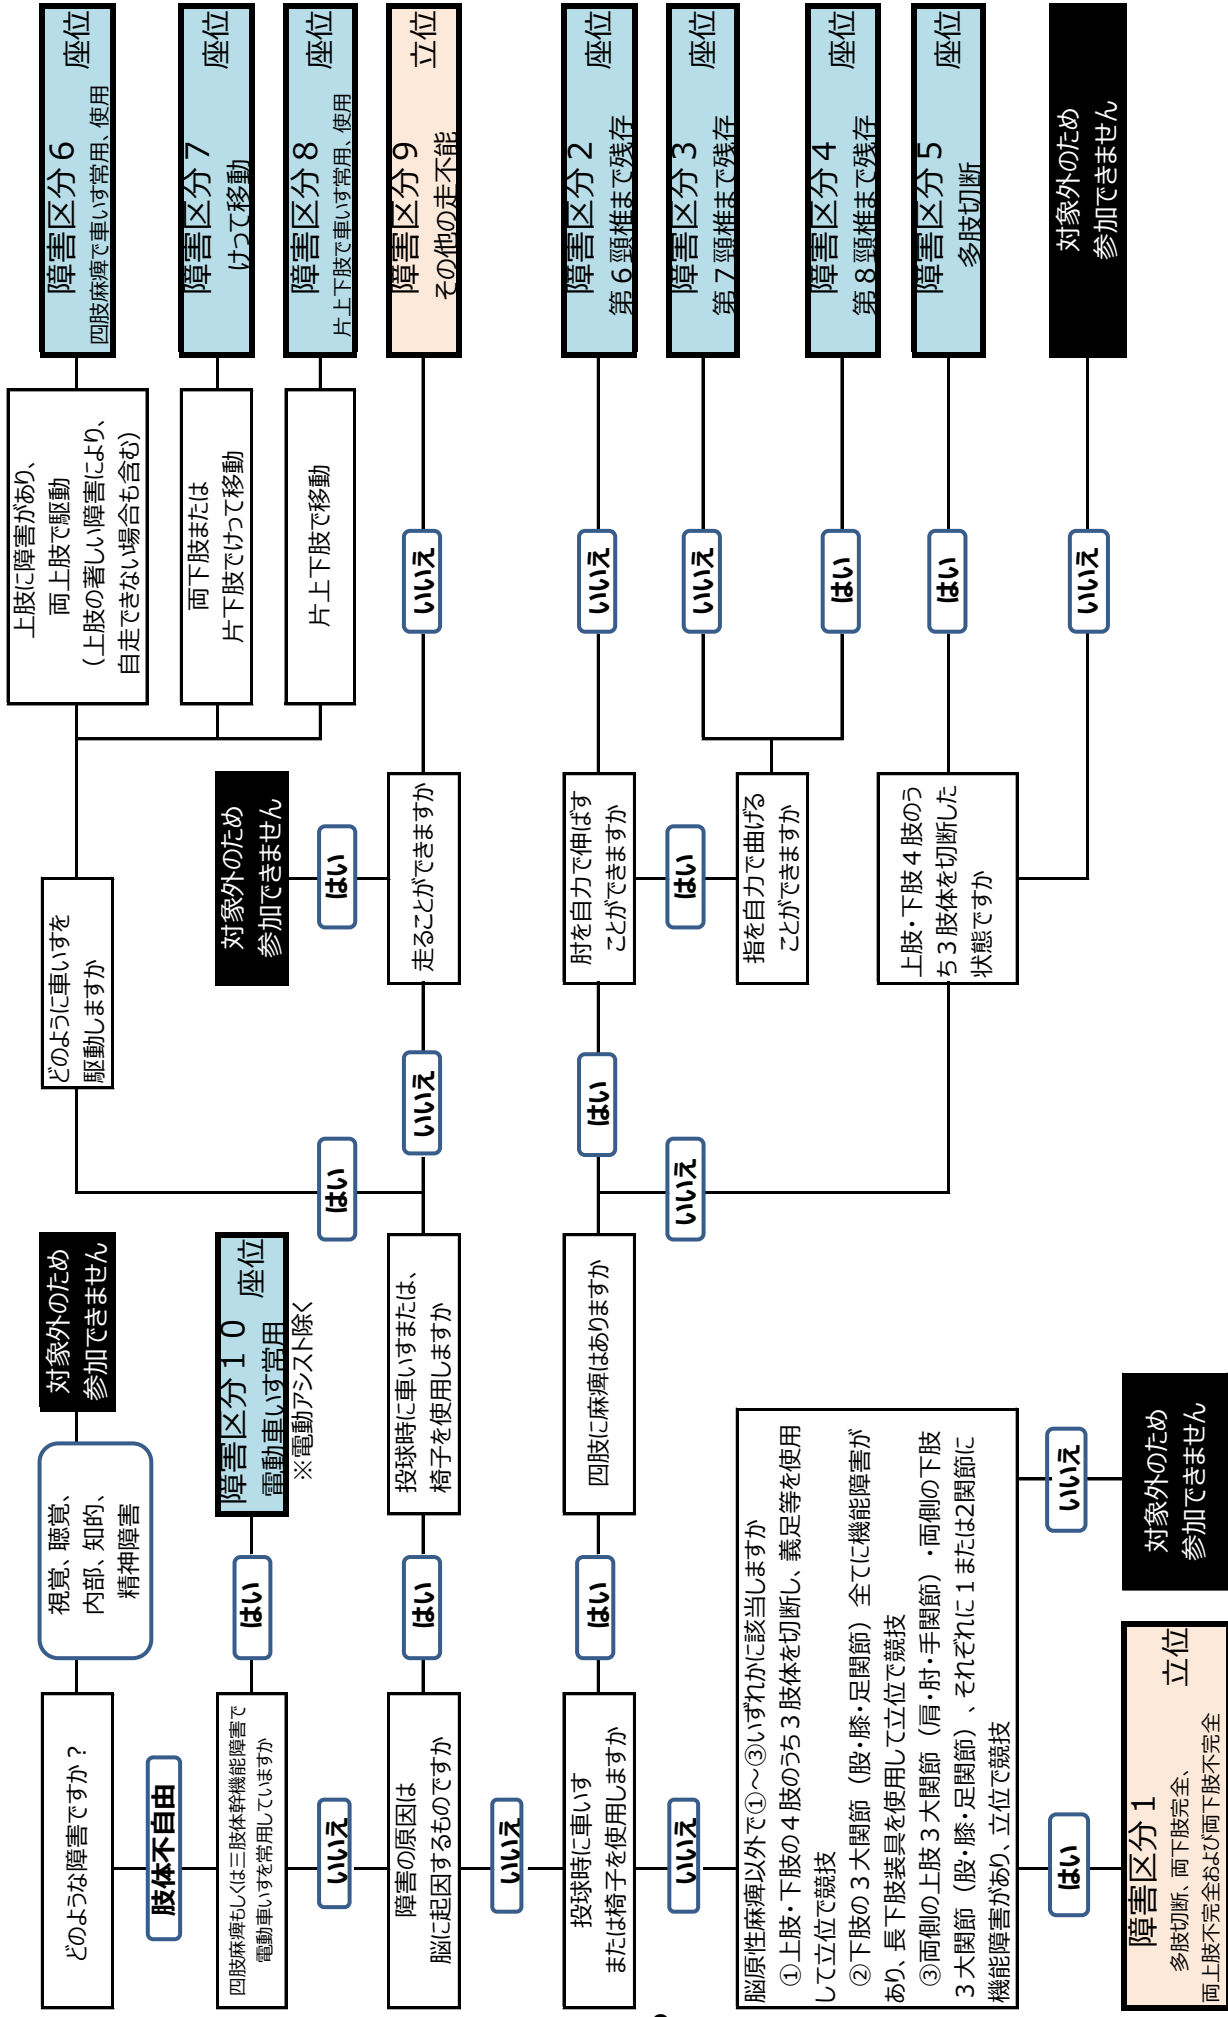 どのような障害ですか？
視覚、聴覚、
内部、知的、
精神障害
対象外のため
参加できません
肢体不自由
四肢麻痺もしくは三肢体幹機能障害で
電動車いすを常用していますか
はい
障害区分１０
電動車いす常用
座位
※電動アシスト除く
いいえ
障害の原因は
脳に起因するものですか
はい
投球時に車いすまたは、
椅子を使用しますか
はい
どのように車いすを
駆動しますか
上肢に障害があり、
両上肢で駆動
（上肢の著しい障害により、
自走できない場合も含む）
障害区分６
座位
四肢麻痺で車いす常用、使用
両下肢または
片下肢でけって移動
障害区分７
座位
けって移動
片上下肢で移動
障害区分８
座位
片上下肢で車いす常用、使用
いいえ
走ることができますか
はい
対象外のため
参加できません
いいえ
障害区分９
立位
その他の走不能
いいえ
投球時に車いす
または椅子を使用しますか
はい
四肢に麻痺はありますか
はい
肘を自力で伸ばす
ことができますか
いいえ
障害区分２
座位
第６頸椎まで残存
はい
指を自力で曲げる
ことができますか
いいえ
障害区分３
座位
第７頸椎まで残存
はい
障害区分４
座位
第８頸椎まで残存
いいえ
上肢・下肢４肢のう
ち３肢体を切断した
状態ですか
はい
障害区分５
座位
多肢切断
いいえ
対象外のため
参加できません
いいえ
脳原性麻痺以外で①～③いずれかに該当しますか
①上肢・下肢の４肢のうち３肢体を切断し、義足等を使用
して立位で競技
②下肢の３大関節（股・膝・足関節）全てに機能障害が
あり、長下肢装具を使用して立位で競技
③両側の上肢３大関節（肩・肘・手関節）・両側の下肢
３大関節（股・膝・足関節）、それぞれに１または2関節に
機能障害があり、立位で競技
いいえ
対象外のため
参加できません
はい
障害区分１
立位
多肢切断、両下肢完全、
両上肢不完全および両下肢不完全